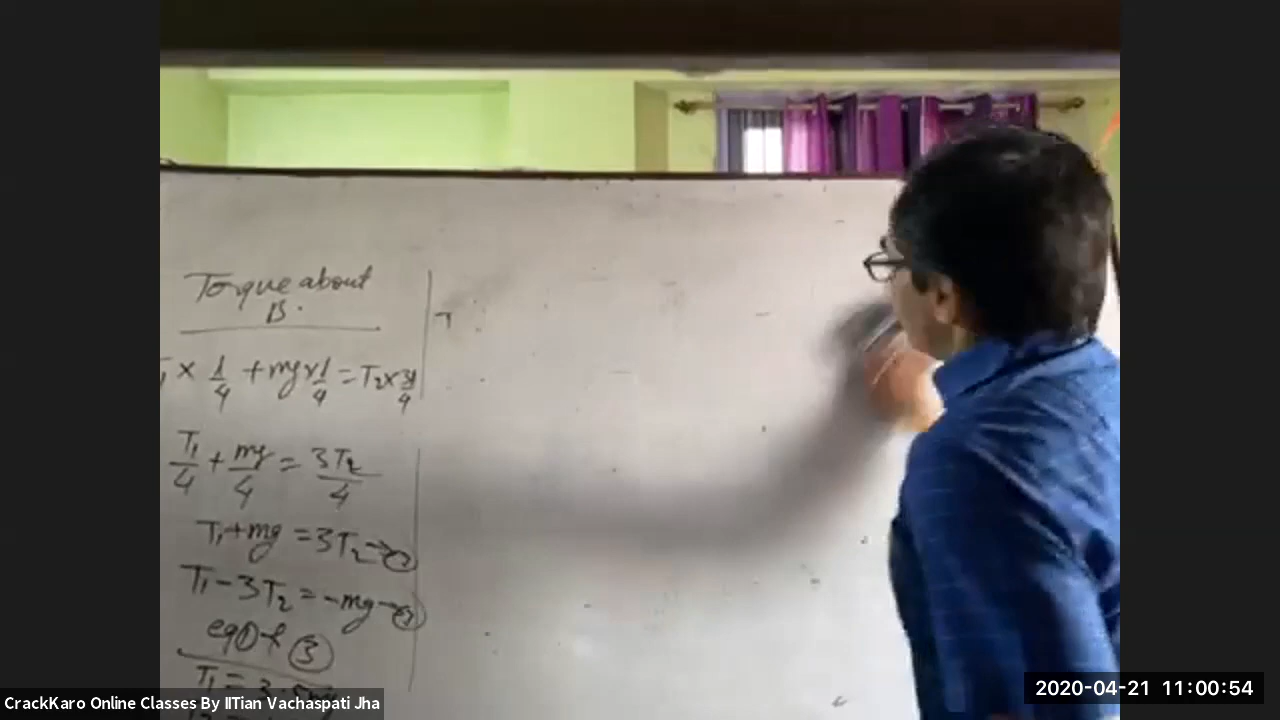 Torque about
B.
× 1/4 + mg × 1/4 = T2 × 3/4
T1/4 + mg/4 = 3T2/4
T1 + mg = 3T2 → 2
T1 - 3T2 = -mg → 3
eq 1 & 3
T1 =
CrackKaro Online Classes By IITian Vachaspati Jha
2020-04-21 11:00:54